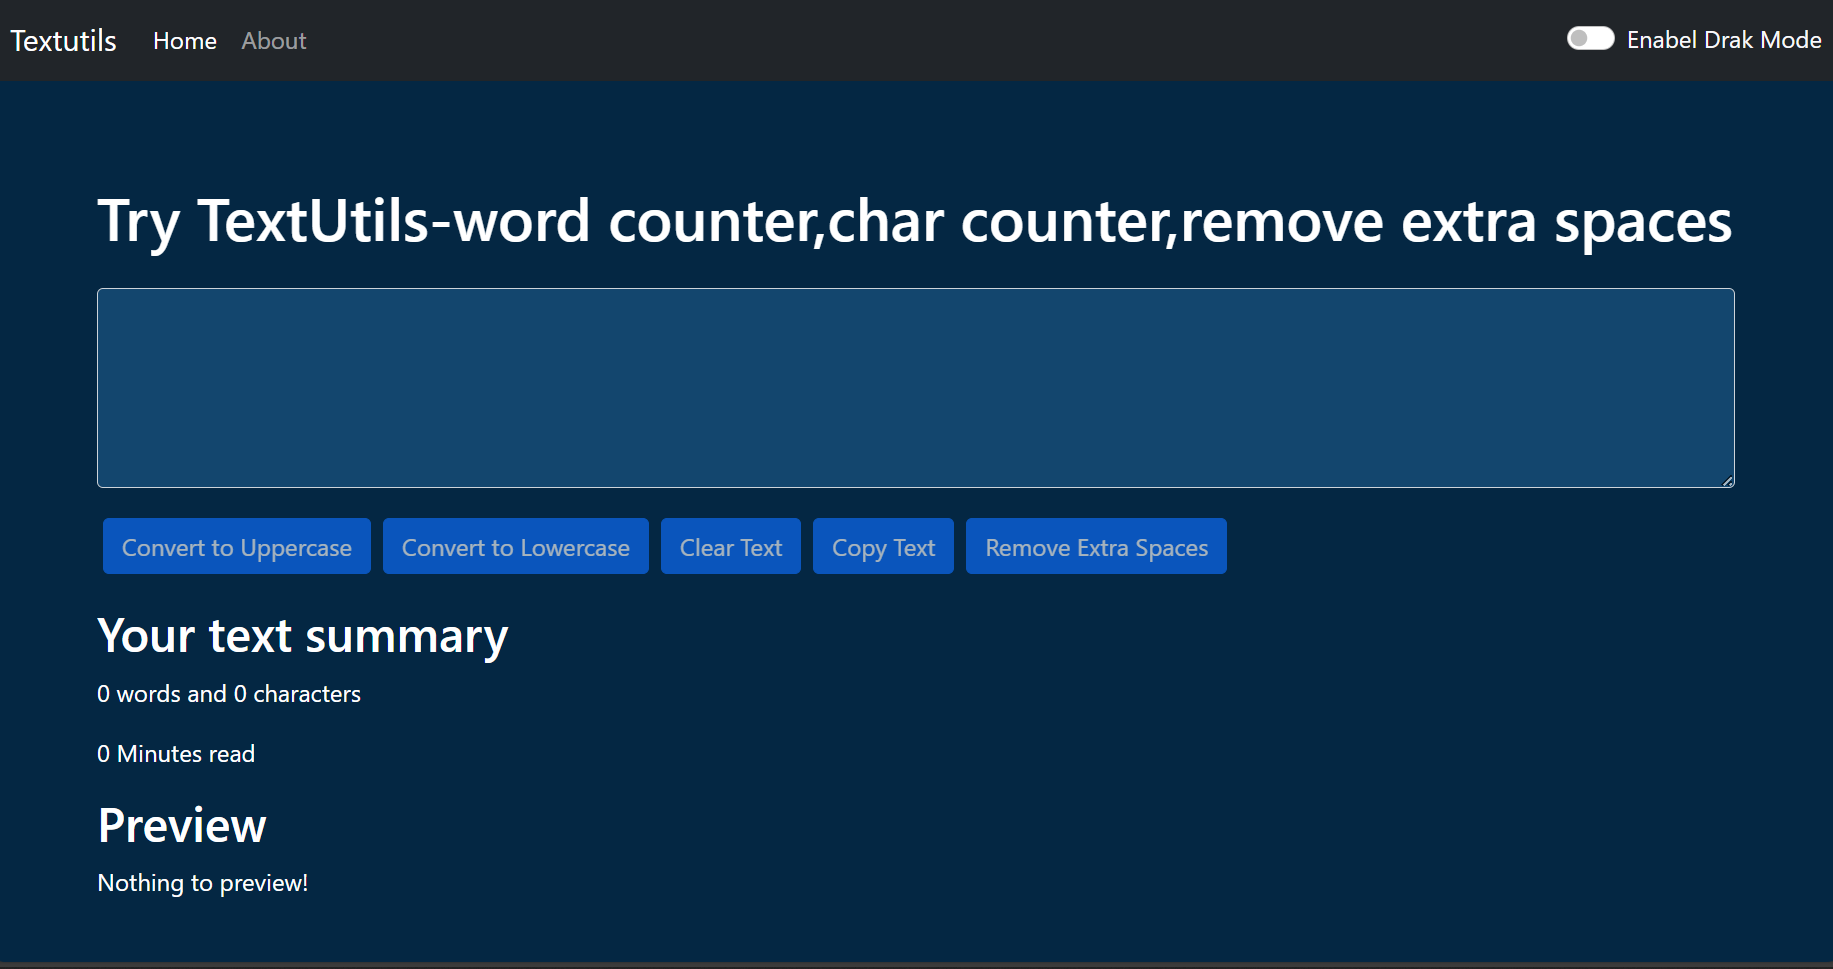 Textutils Home About Enabel Drak Mode
Try TextUtils-word counter,char counter,remove extra spaces
Convert to Uppercase Convert to Lowercase Clear Text Copy Text Remove Extra Spaces
Your text summary
0 words and 0 characters
0 Minutes read
Preview
Nothing to preview!